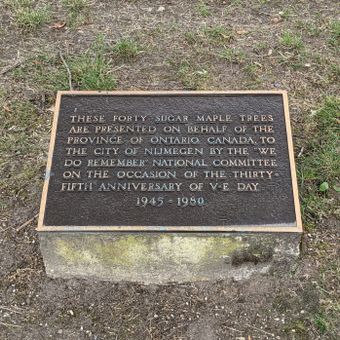 THESE FORTY SUGAR MAPLE TREES
ARE PRESENTED ON BEHALF OF THE
PROVINCE OF ONTARIO, CANADA, TO
THE CITY OF NIJMEGEN BY THE "WE
DO REMEMBER" NATIONAL COMMITTEE
ON THE OCCASION OF THE THIRTY-
FIFTH ANNIVERSARY OF V-E DAY
1945 - 1980